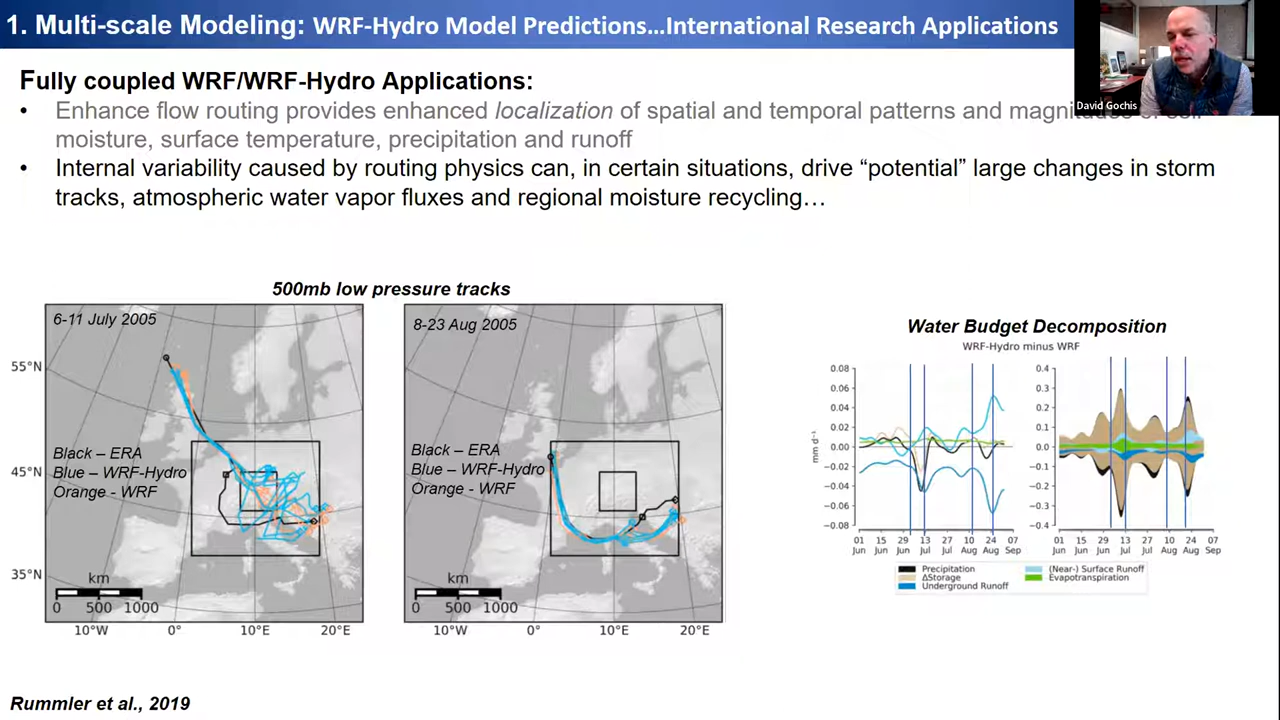 1. Multi-scale Modeling: WRF-Hydro Model Predictions...International Research Applications
David Gochis
Fully coupled WRF/WRF-Hydro Applications:
• Enhance flow routing provides enhanced localization of spatial and temporal patterns and
moisture, surface temperature, precipitation and runoff
• Internal variability caused by routing physics can, in certain situations, drive “potential” large changes in storm
tracks, atmospheric water vapor fluxes and regional moisture recycling...
500mb low pressure tracks
6-11 July 2005
55°N
45°N
35°N
Black – ERA
Blue – WRF-Hydro
Orange - WRF
km
0 500 1000
10°W 0° 10°E 20°E
8-23 Aug 2005
Black – ERA
Blue – WRF-Hydro
Orange - WRF
km
0 500 1000
10°W 0° 10°E 20°E
Water Budget Decomposition
WRF-Hydro minus WRF
mm d⁻¹
0.08
0.06
0.04
0.02
0.00
−0.02
−0.04
−0.06
−0.08
01 15 29 13 27 10 24 07
Jun Jun Jun Jul Jul Aug Aug Sep
0.4
0.3
0.2
0.1
0.0
−0.1
−0.2
−0.3
−0.4
01 15 29 13 27 10 24 07
Jun Jun Jun Jul Jul Aug Aug Sep
Precipitation
ΔStorage
Underground Runoff
(Near-) Surface Runoff
Evapotranspiration
Rummler et al., 2019